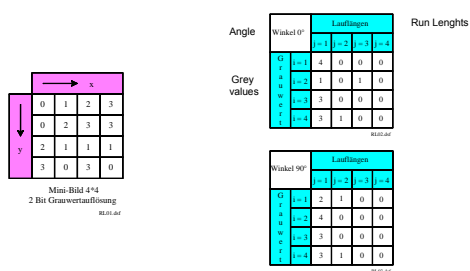 Angle
Grey
values
Run Lenghts
x
y
0 1 2 3
0 2 3 3
2 1 1 1
3 0 3 0
Mini-Bild 4*4
2 Bit Grauwertauflösung
RL01.dsf
Winkel 0°
Lauflängen
j = 1 j = 2 j = 3 j = 4
Grauwert
i = 1 4 0 0 0
i = 2 1 0 1 0
i = 3 3 0 0 0
i = 4 3 1 0 0
RL02.dsf
Winkel 90°
Lauflängen
j = 1 j = 2 j = 3 j = 4
Grauwert
i = 1 2 1 0 0
i = 2 4 0 0 0
i = 3 3 0 0 0
i = 4 3 1 0 0